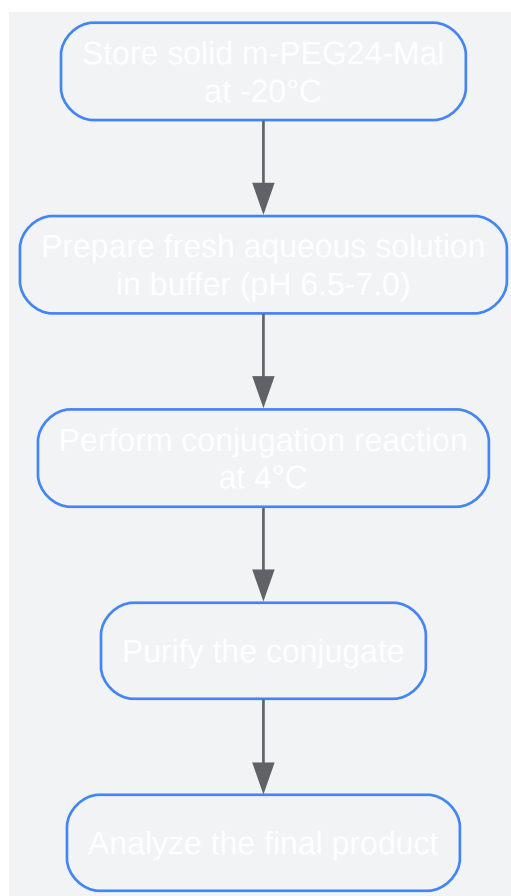 Store solid m-PEG24-Mal
at -20°C
Prepare fresh aqueous solution
in buffer (pH 6.5-7.0)
Perform conjugation reaction
at 4°C
Purify the conjugate
Analyze the final product